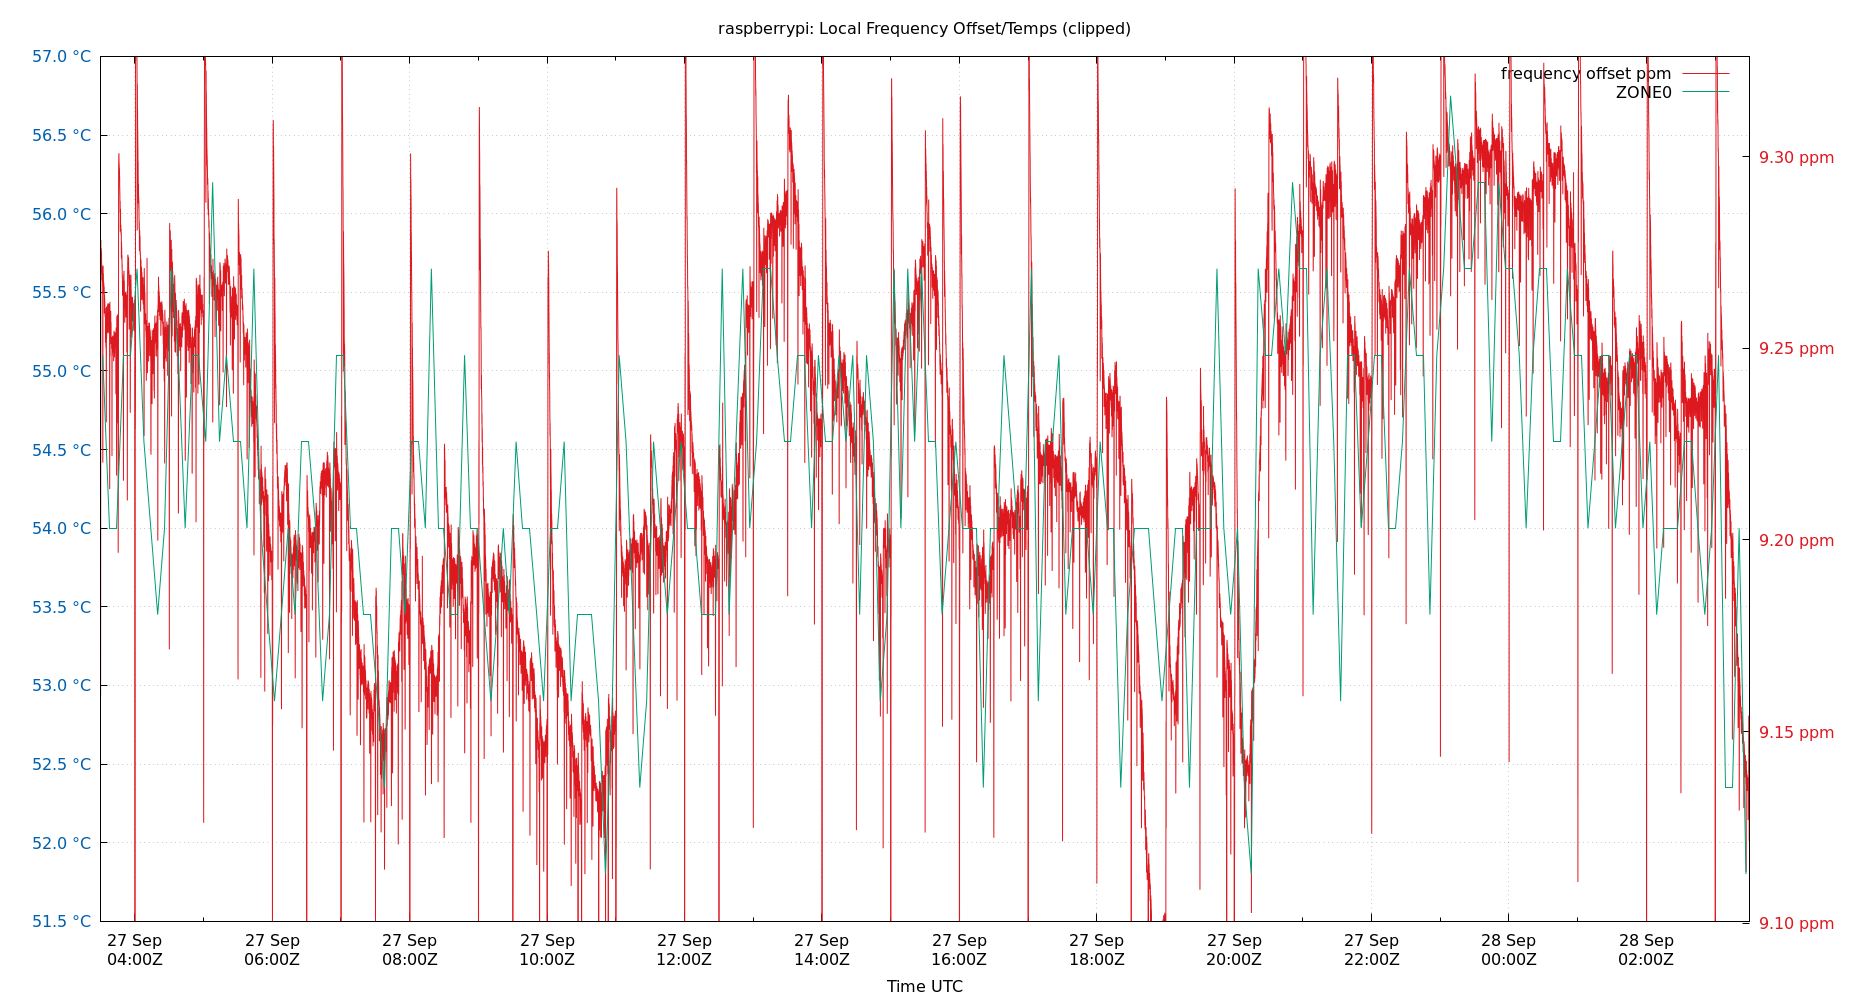 raspberrypi: Local Frequency Offset/Temps (clipped)
frequency offset ppm
ZONE0
57.0 °C
56.5 °C
56.0 °C
55.5 °C
55.0 °C
54.5 °C
54.0 °C
53.5 °C
53.0 °C
52.5 °C
52.0 °C
51.5 °C
9.30 ppm
9.25 ppm
9.20 ppm
9.15 ppm
9.10 ppm
27 Sep 27 Sep 27 Sep 27 Sep 27 Sep 27 Sep 27 Sep 27 Sep 27 Sep 27 Sep 28 Sep 28 Sep
04:00Z 06:00Z 08:00Z 10:00Z 12:00Z 14:00Z 16:00Z 18:00Z 20:00Z 22:00Z 00:00Z 02:00Z
Time UTC